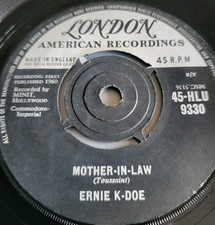 LONDON
AMERICAN RECORDINGS
MADE IN ENGLAND
45 R.P.M
RECORDING FIRST
PUBLISHED 1960
Recorded by
MINIT,
HOLLYWOOD
Commodore-
Imperial
45-HLU
9330
MOTHER-IN-LAW
(Toussaint)
ERNIE K-DOE